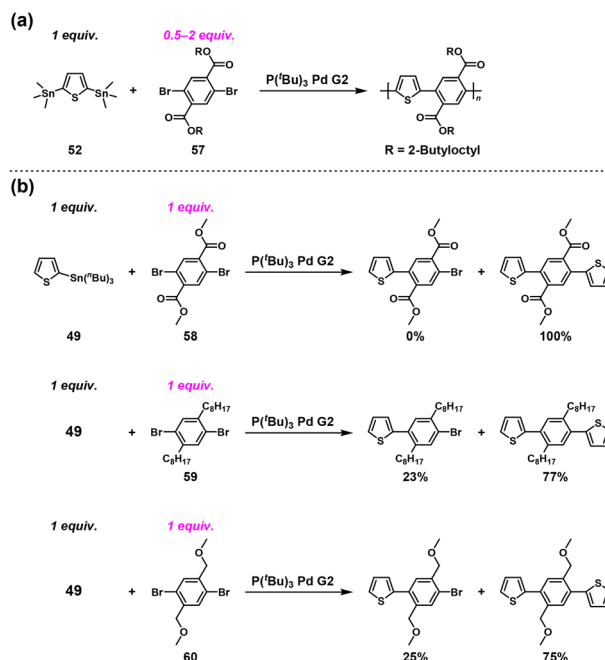 (a)
1 equiv. 0.5–2 equiv.
RO O
Sn S Sn + Br Br P(tBu)3 Pd G2 S n
O OR
RO O
O OR
52 57 R = 2-Butyloctyl
(b)
1 equiv. 1 equiv.
O O
S Sn(nBu)3 + Br Br P(tBu)3 Pd G2 S Br + S S
O O
O O
O O
O O
O O
49 58 0% 100%
1 equiv. 1 equiv.
C8H17 C8H17 C8H17
49 + Br Br P(tBu)3 Pd G2 S Br + S S
C8H17 C8H17 C8H17
59 23% 77%
1 equiv. 1 equiv.
O O O
49 + Br Br P(tBu)3 Pd G2 S Br + S S
O O O
60 25% 75%